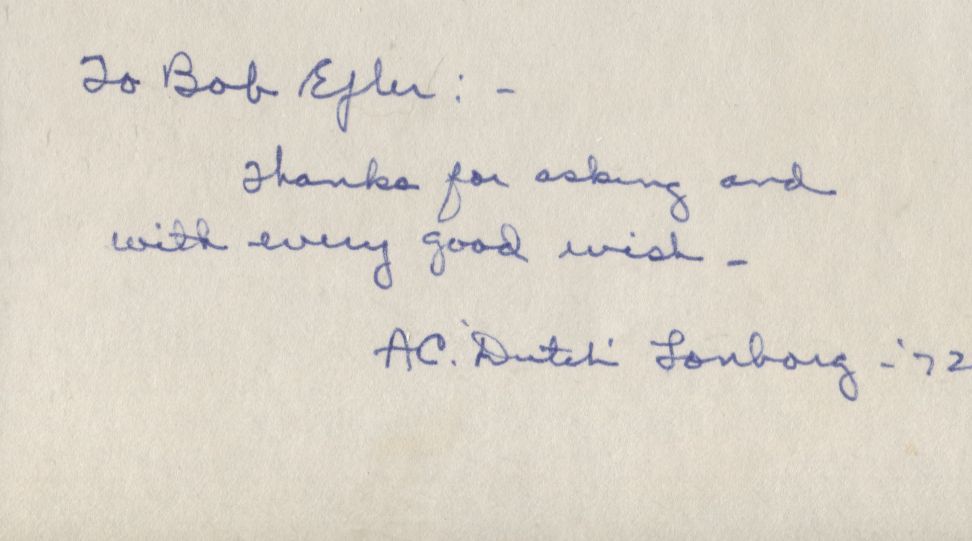 To Bob Efler : -
Thanks for asking and
with every good wish -
A.C. "Dutch" Lonborg - '72